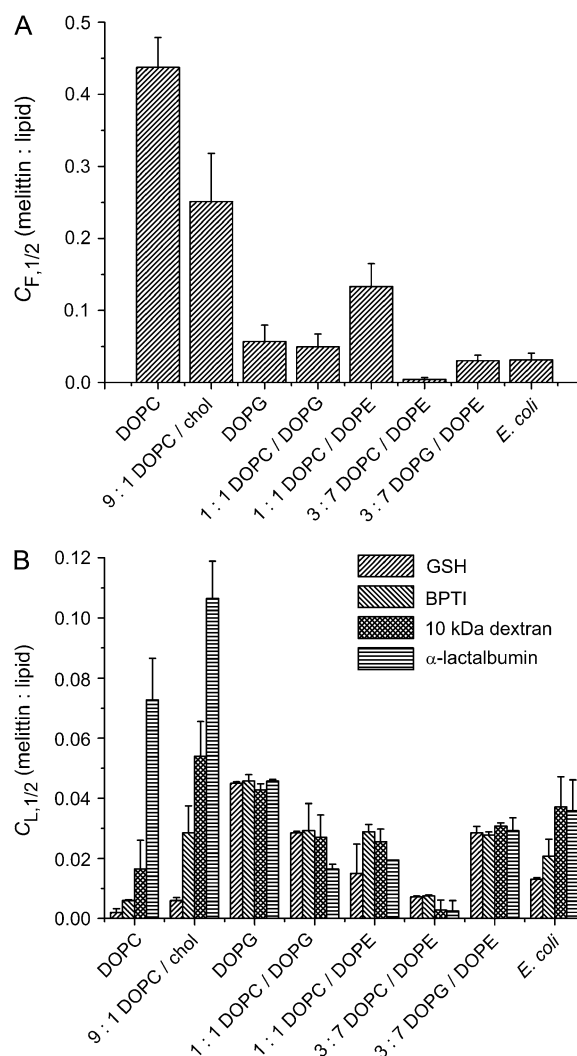 A
0.5
0.4
0.3
0.2
0.1
0.0
C_F,1/2 (melittin : lipid)
DOPC
9 : 1 DOPC / chol
DOPG
1 : 1 DOPC / DOPG
1 : 1 DOPC / DOPE
3 : 7 DOPC / DOPE
3 : 7 DOPG / DOPE
E. coli
B
0.12
0.10
0.08
0.06
0.04
0.02
0.00
C_L,1/2 (melittin : lipid)
GSH
BPTI
10 kDa dextran
α-lactalbumin
DOPC
9 : 1 DOPC / chol
DOPG
1 : 1 DOPC / DOPG
1 : 1 DOPC / DOPE
3 : 7 DOPC / DOPE
3 : 7 DOPG / DOPE
E. coli